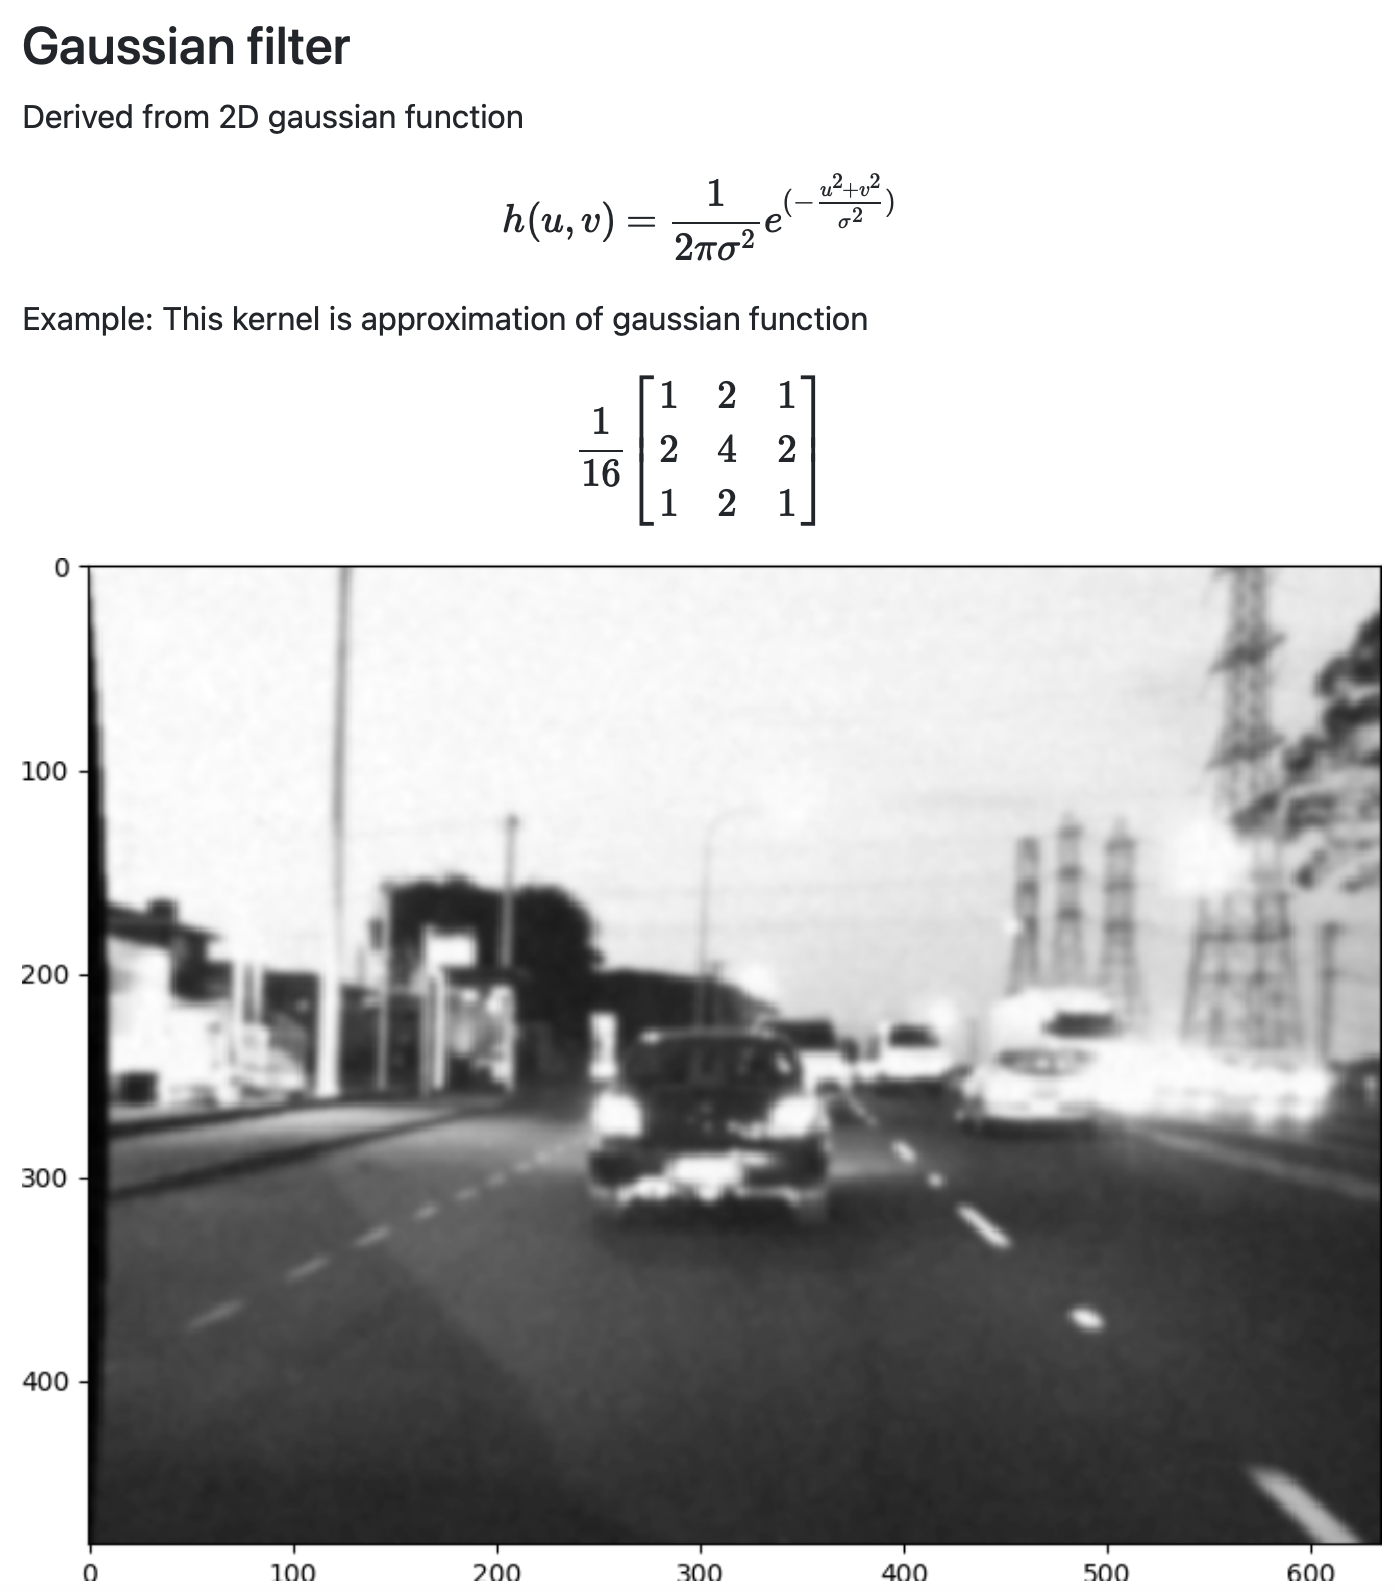 Gaussian filter
Derived from 2D gaussian function
h(u, v) = \frac{1}{2\pi\sigma^2} e^{(-\frac{u^2+v^2}{\sigma^2})}
Example: This kernel is approximation of gaussian function
\frac{1}{16} \begin{bmatrix} 1 & 2 & 1 \\ 2 & 4 & 2 \\ 1 & 2 & 1 \end{bmatrix}
0
100
200
300
400
0 100 200 300 400 500 600